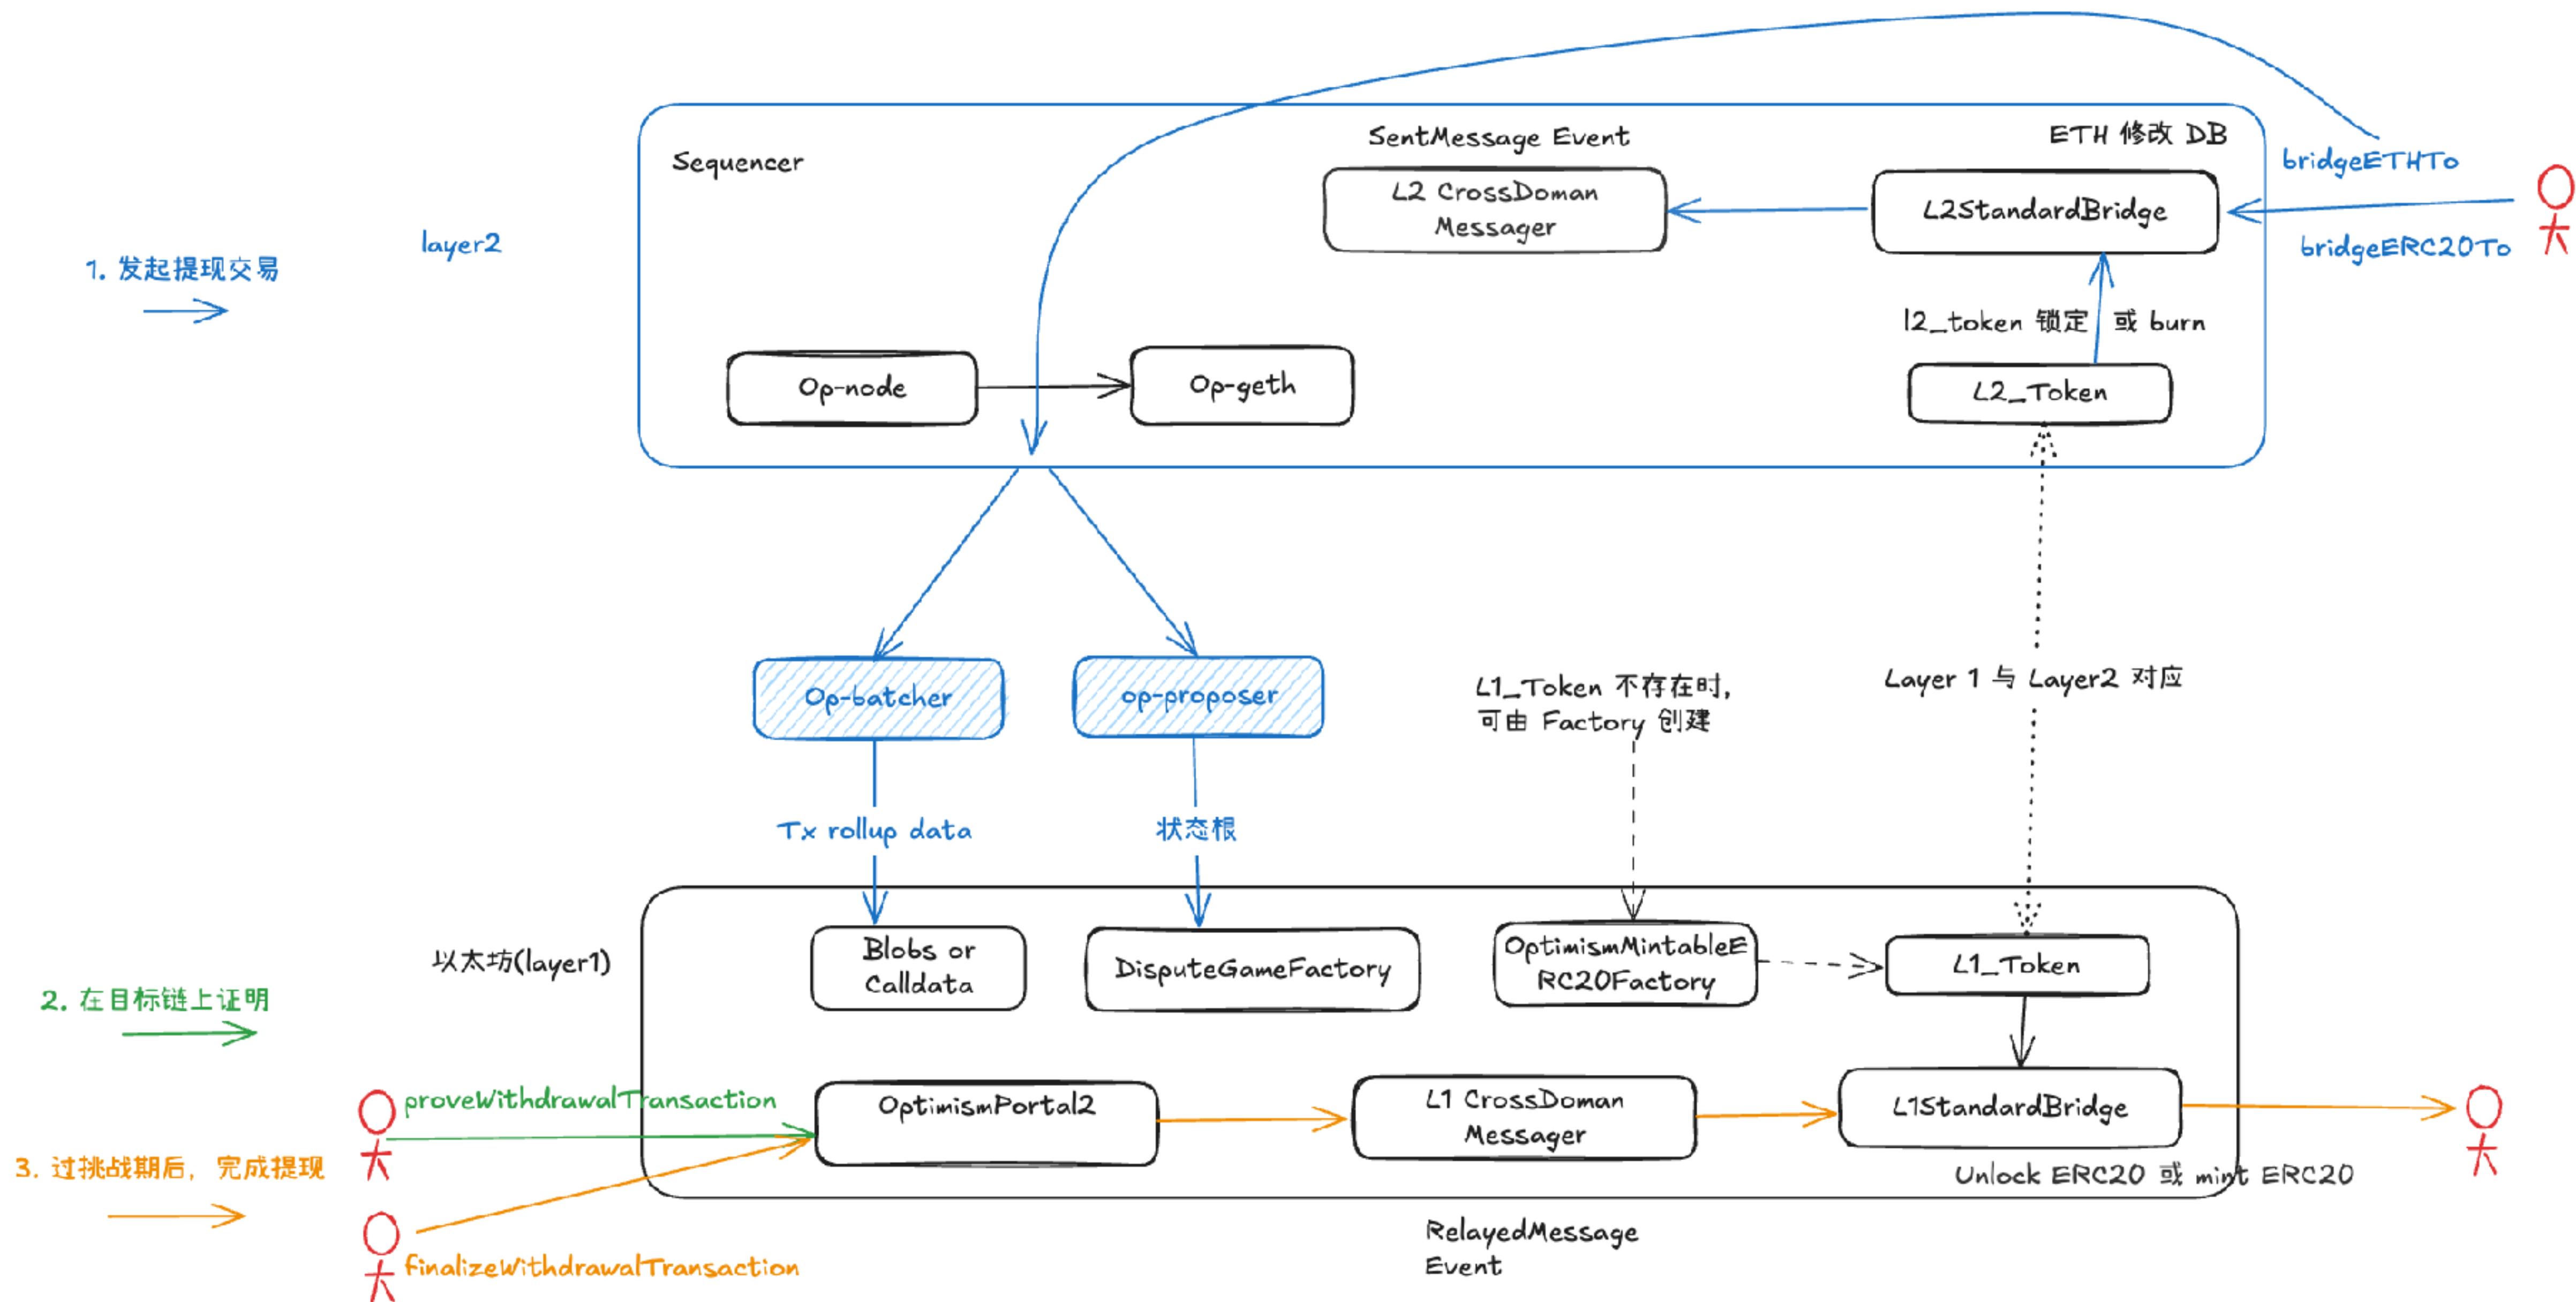 SentMessage Event
ETH 修改 DB
Sequencer
bridgeETHTo
L2 CrossDoman
Messager
L2StandardBridge
layer2
bridgeERC20To
1. 发起提现交易
l2_token 锁定 或 burn
Op-node
Op-geth
L2_Token
Op-batcher
op-proposer
L1_Token 不存在时,
可由 Factory 创建
Layer 1 与 Layer2 对应
Tx rollup data
状态根
以太坊(layer1)
Blobs or
Calldata
DisputeGameFactory
OptimismMintableE
RC20Factory
L1_Token
2. 在目标链上证明
proveWithdrawalTransaction
OptimismPortal2
L1 CrossDoman
Messager
L1StandardBridge
3. 过挑战期后，完成提现
Unlock ERC20 或 mint ERC20
RelayedMessage
Event
finalizeWithdrawalTransaction